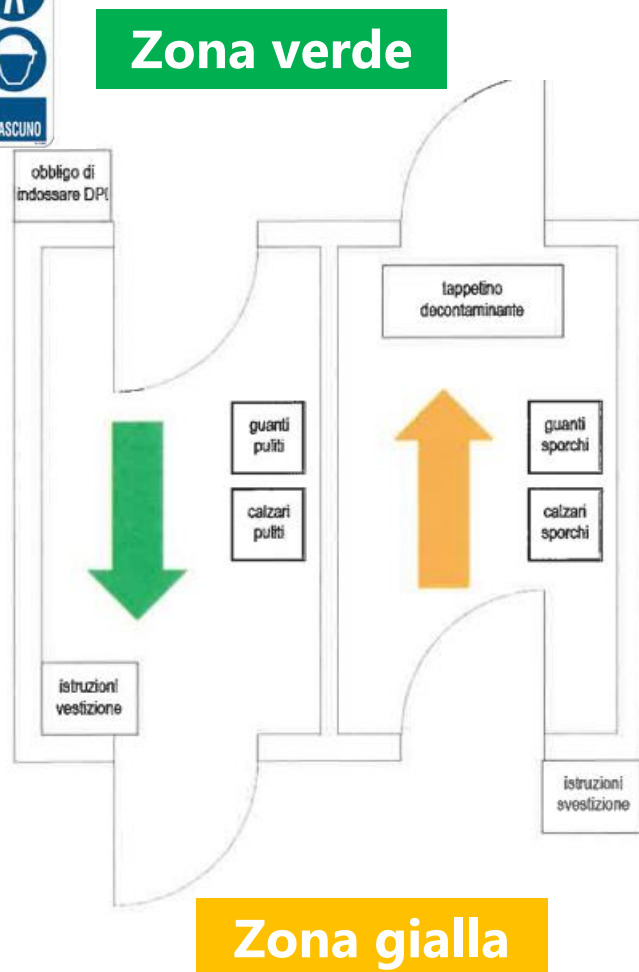 Zona verde
ASCUNO
obbligo di
indossare DPI
tappetino
decontaminante
guanti
puliti
guanti
sporchi
calzari
puliti
calzari
sporchi
istruzioni
vestizione
istruzioni
svestizione
Zona gialla